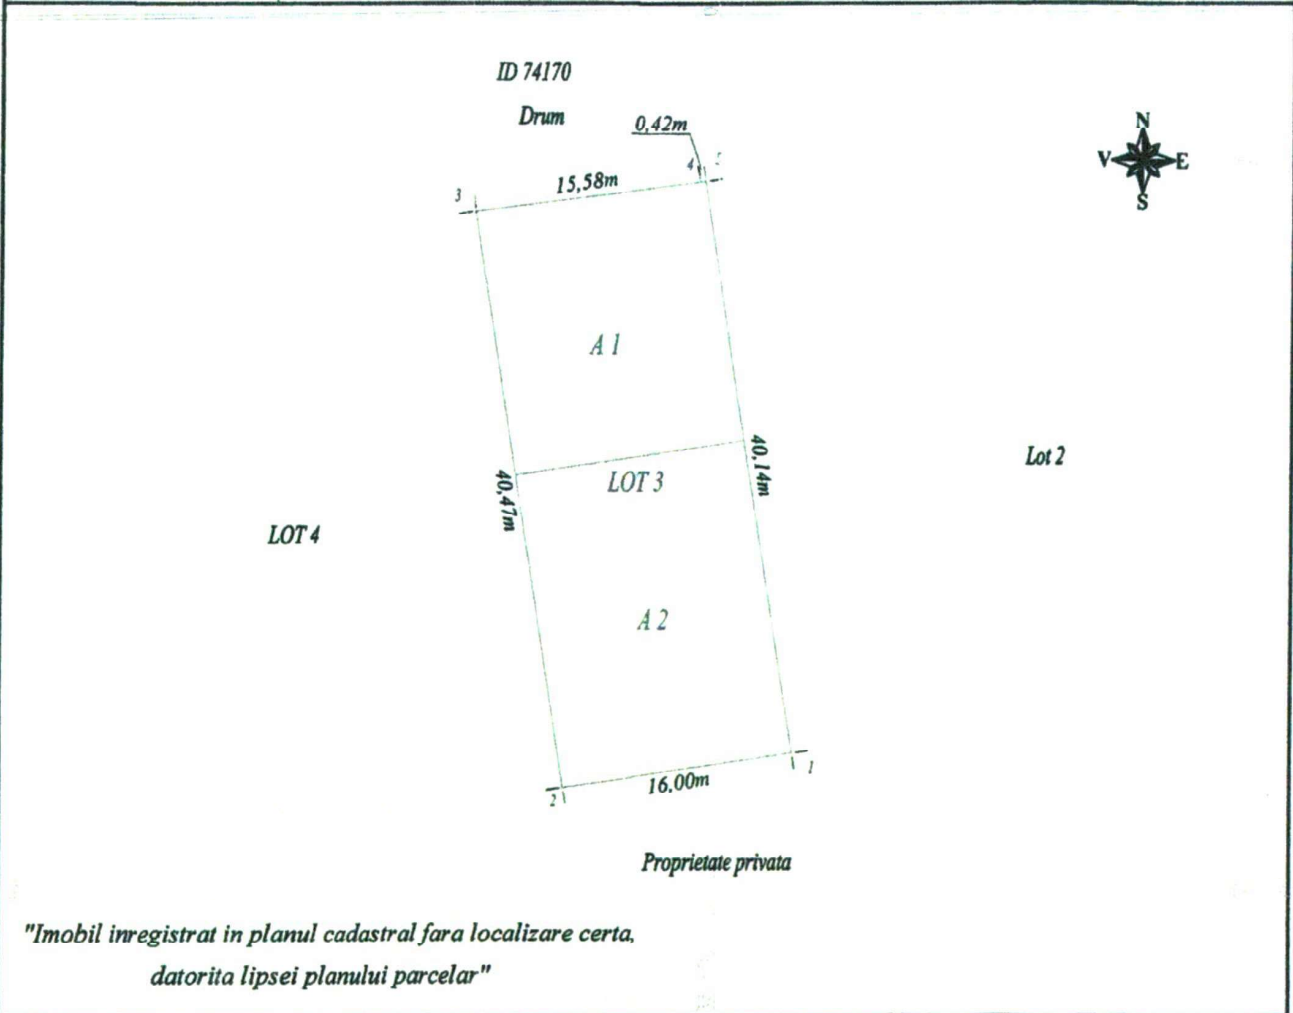 ID 74170
Drum
0,42m
N
V E
S
4 5
15,58m
3
A 1
40,14m
Lot 2
LOT 3
40,47m
LOT 4
A 2
1
16,00m
2
Proprietate privata
"Imobil inregistrat in planul cadastral fara localizare certa,
datorita lipsei planului parcelar"